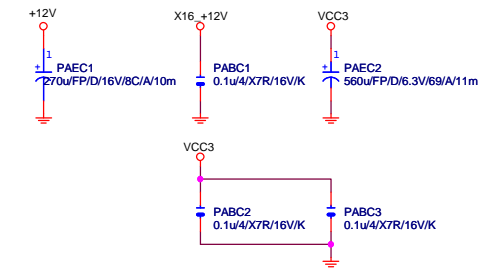 +12V
X16_+12V
VCC3
1
PAEC1
270u/FP/D/16V/8C/A/10m
PABC1
0.1u/4/X7R/16V/K
1
PAEC2
560u/FP/D/6.3V/69/A/11m
VCC3
PABC2
0.1u/4/X7R/16V/K
PABC3
0.1u/4/X7R/16V/K